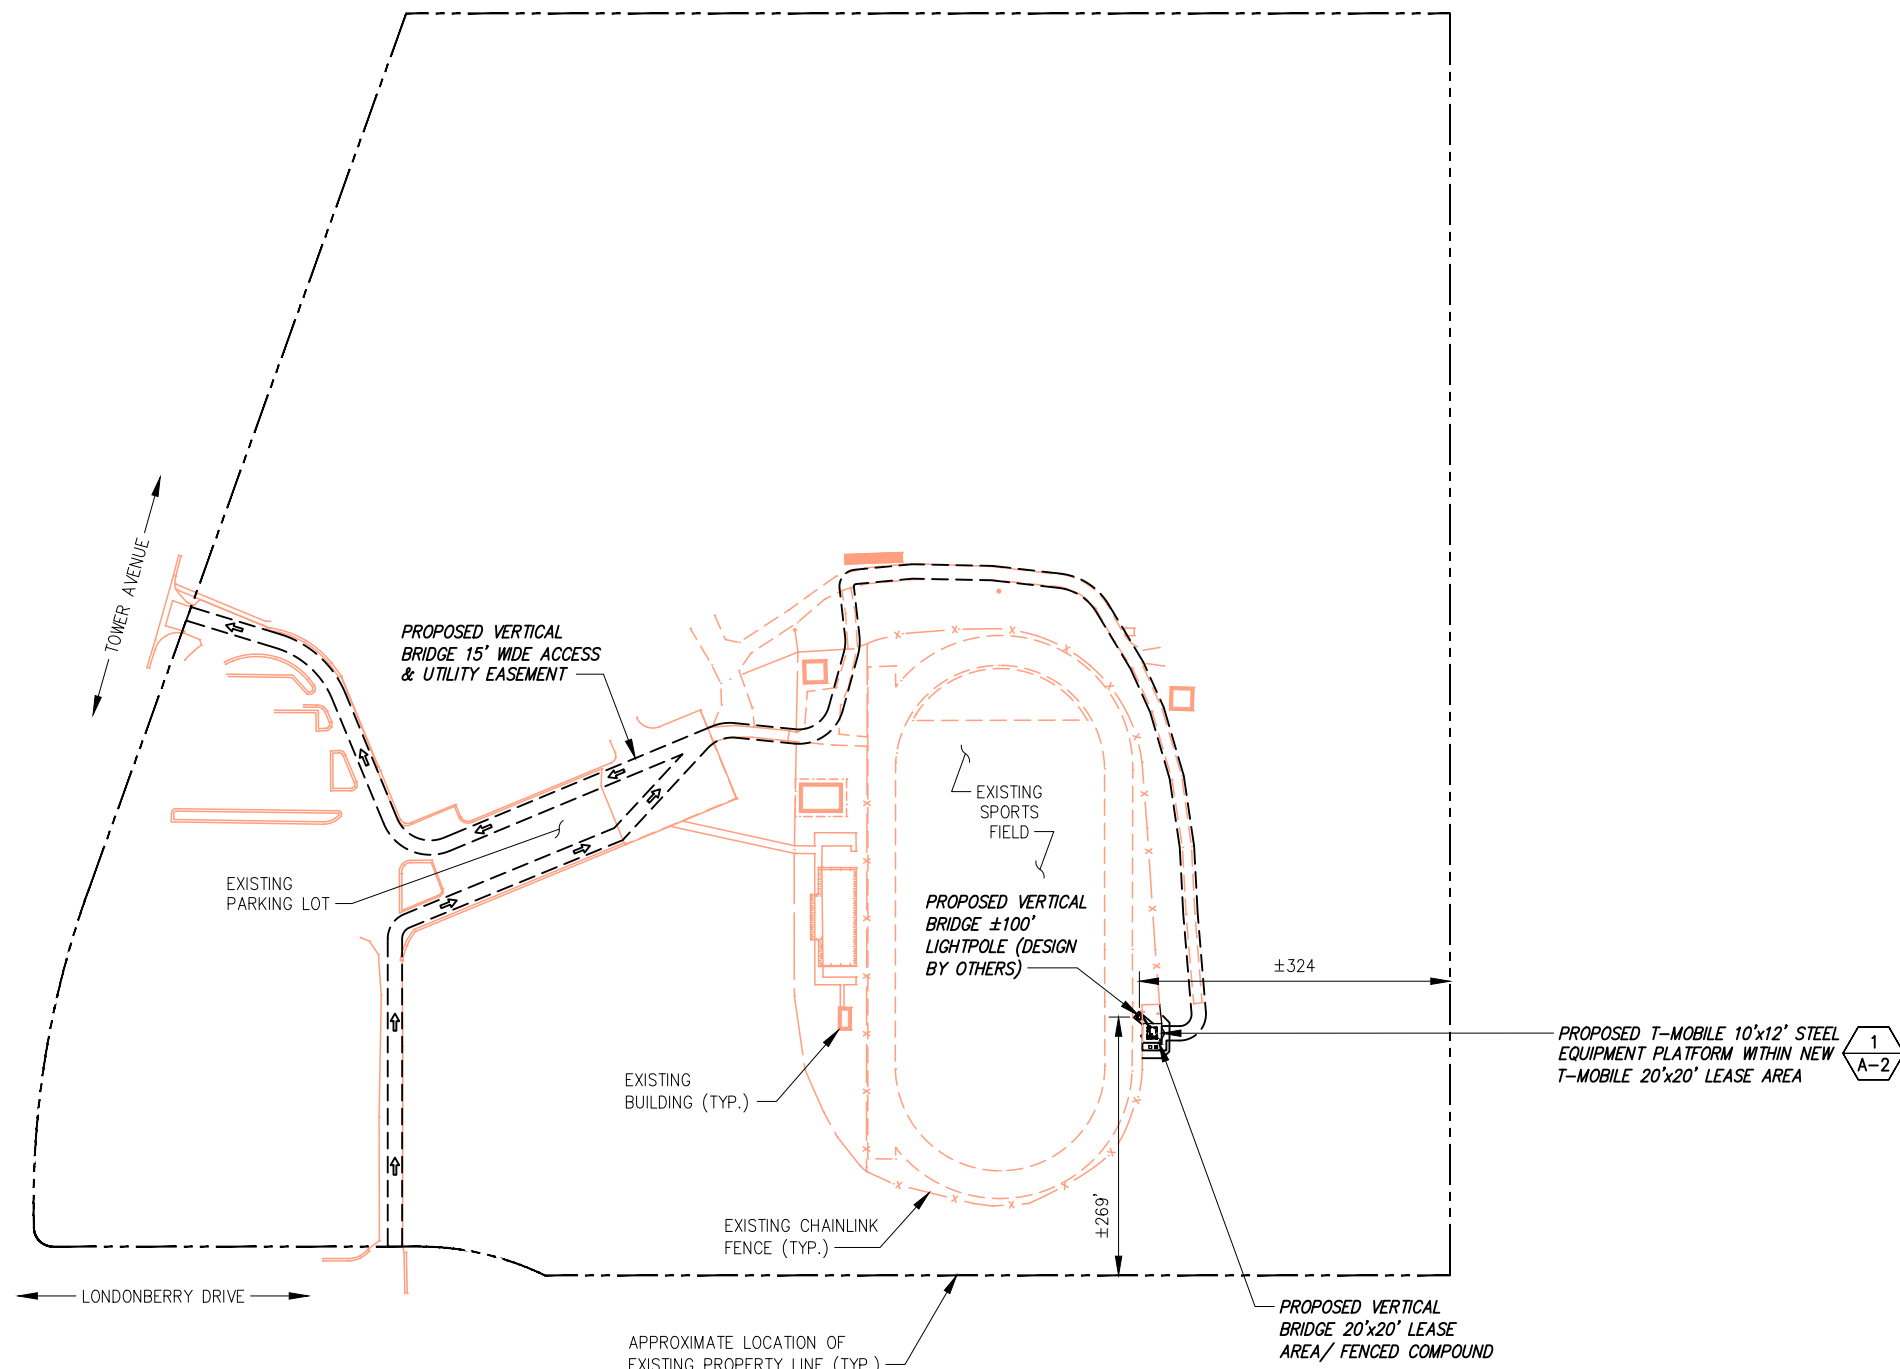 TOWER AVENUE
PROPOSED VERTICAL
BRIDGE 15' WIDE ACCESS
& UTILITY EASEMENT
EXISTING
SPORTS
FIELD
EXISTING
PARKING LOT
PROPOSED VERTICAL
BRIDGE ±100'
LIGHTPOLE (DESIGN
BY OTHERS)
±324
PROPOSED T-MOBILE 10'x12' STEEL
EQUIPMENT PLATFORM WITHIN NEW
T-MOBILE 20'x20' LEASE AREA
1
A-2
EXISTING
BUILDING (TYP.)
±269'
EXISTING CHAINLINK
FENCE (TYP.)
LONDONBERRY DRIVE
PROPOSED VERTICAL
BRIDGE 20'x20' LEASE
AREA/ FENCED COMPOUND
APPROXIMATE LOCATION OF
EXISTING PROPERTY LINE (TYP.)